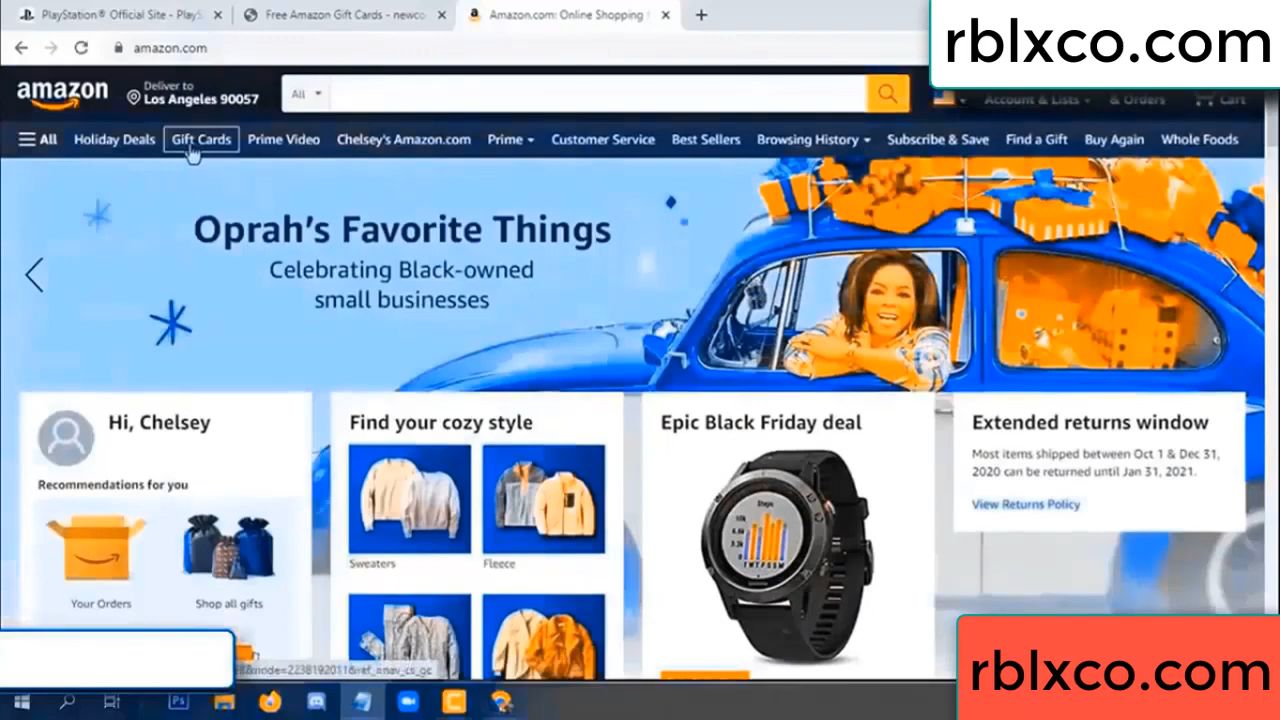 PlayStation® Official Site - PlayS
Free Amazon Gift Cards - newco
Amazon.com: Online Shopping
rblxco.com
amazon.com
amazon
Deliver to
Los Angeles 90057
All
Account & Lists
& Orders
Cart
All
Holiday Deals
Gift Cards
Prime Video
Chelsey's Amazon.com
Prime
Customer Service
Best Sellers
Browsing History
Subscribe & Save
Find a Gift
Buy Again
Whole Foods
Oprah's Favorite Things
Celebrating Black-owned
small businesses
Hi, Chelsey
Recommendations for you
Your Orders
Shop all gifts
Find your cozy style
Sweaters
Fleece
Epic Black Friday deal
Steps
Extended returns window
Most items shipped between Oct 1 & Dec 31,
2020 can be returned until Jan 31, 2021.
View Returns Policy
rblxco.com
Ps